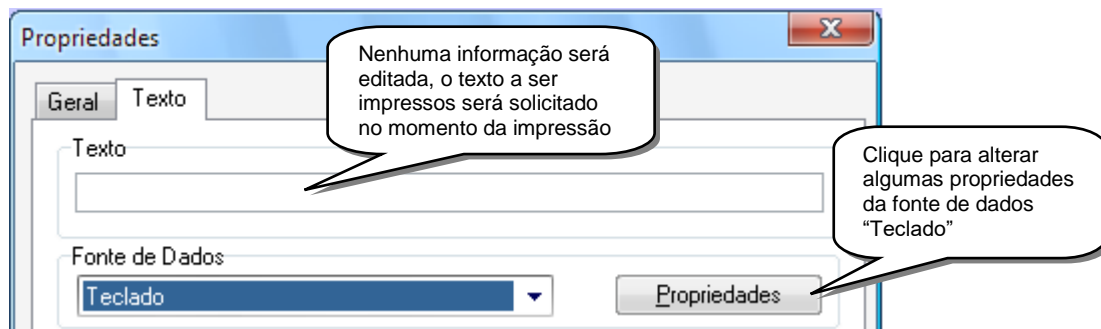 Propriedades
Nenhuma informação será
editada, o texto a ser
impressos será solicitado
no momento da impressão
Geral
Texto
Texto
Clique para alterar
algumas propriedades
da fonte de dados
“Teclado”
Fonte de Dados
Teclado
Propriedades